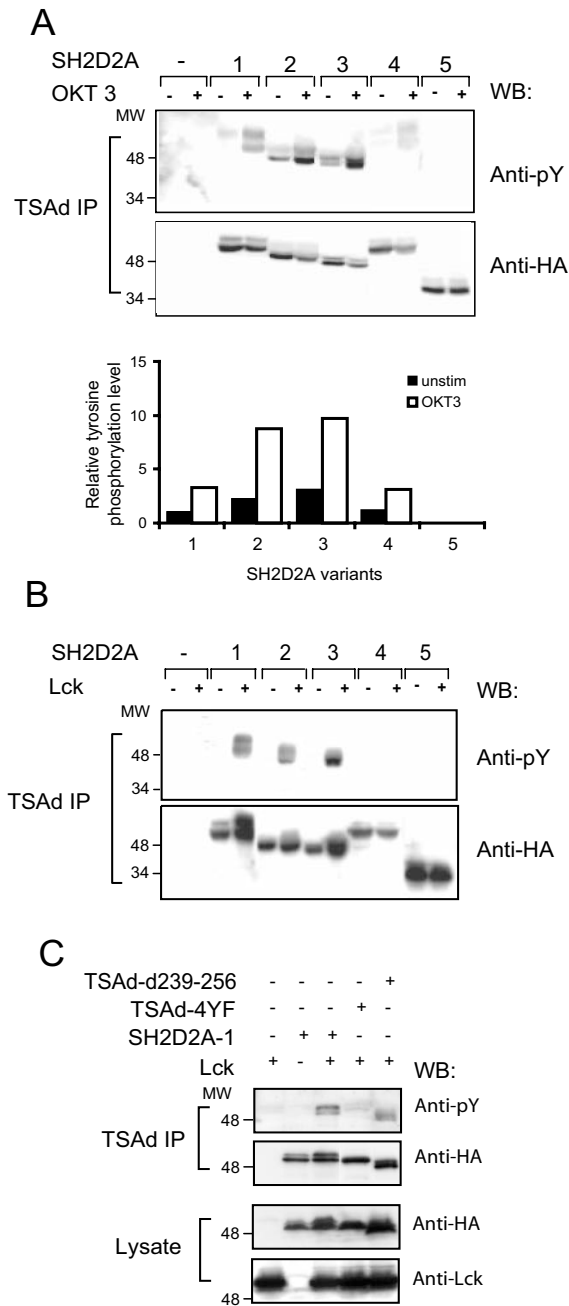 A
SH2D2A - 1 2 3 4 5
OKT 3 - + - + - + - + - + - + WB:
MW
48
34
TSAd IP
Anti-pY
48
34
Anti-HA
15
10
5
0
Relative tyrosine
phosphorylation level
unstim
OKT3
1 2 3 4 5
SH2D2A variants
B
SH2D2A - 1 2 3 4 5
Lck - + - + - + - + - + - + WB:
MW
48
34
TSAd IP
Anti-pY
48
34
Anti-HA
C
TSAd-d239-256 - - - - +
TSAd-4YF - - - + -
SH2D2A-1 - + + - -
Lck + - + + + WB:
MW
48
Anti-pY
TSAd IP
48
Anti-HA
48
Anti-HA
Lysate
48
Anti-Lck